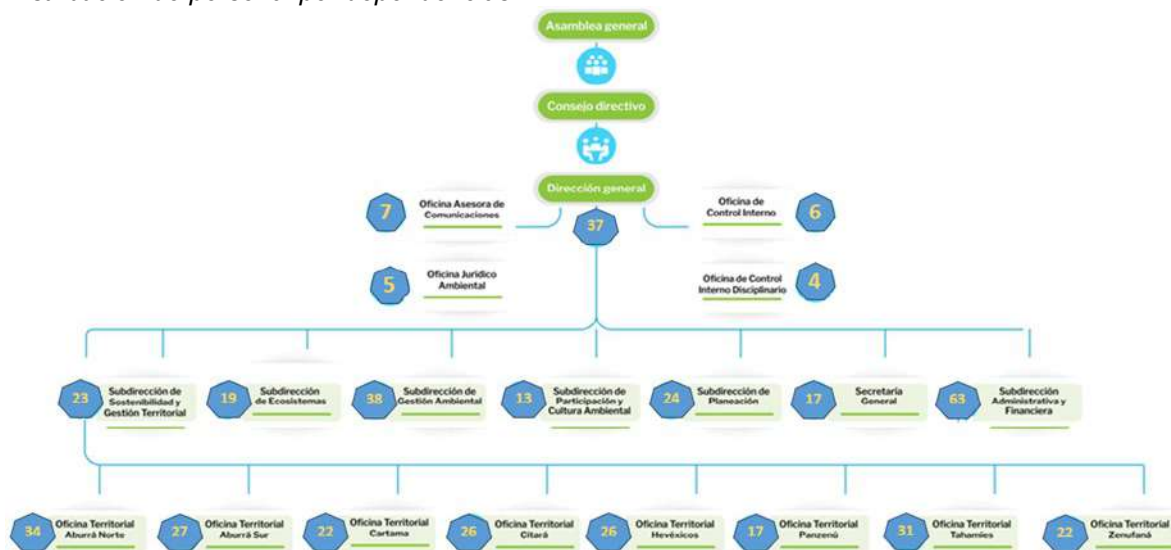 Asamblea general
Consejo directivo
Dirección general
37
7
Oficina Asesora de
Comunicaciones
Oficina de
Control Interno
6
5
Oficina Jurídico
Ambiental
Oficina de Control
Interno Disciplinario
4
23
Subdirección de
Sostenibilidad y
Gestión Territorial
19
Subdirección
de Ecosistemas
38
Subdirección de
Gestión Ambiental
13
Subdirección de
Participación y
Cultura Ambiental
24
Subdirección de
Planeación
17
Secretaría
General
63
Subdirección
Administrativa y
Financiera
34
Oficina Territorial
Aburrá Norte
27
Oficina Territorial
Aburrá Sur
22
Oficina Territorial
Cartama
26
Oficina Territorial
Citará
26
Oficina Territorial
Hevéxicos
17
Oficina Territorial
Panzenú
31
Oficina Territorial
Tahamíes
22
Oficina Territorial
Zenufaná